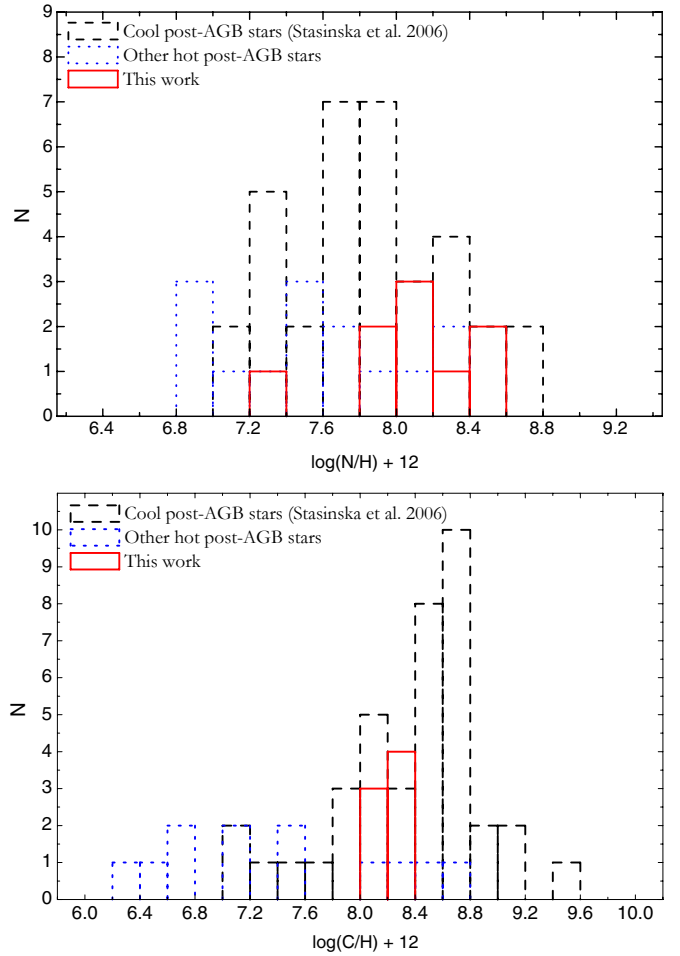 9
8
7
6
5
4
3
2
1
0
N
Cool post-AGB stars (Stasinska et al. 2006)
Other hot post-AGB stars
This work
6.4 6.8 7.2 7.6 8.0 8.4 8.8 9.2
log(N/H) + 12
10
9
8
7
6
5
4
3
2
1
0
N
Cool post-AGB stars (Stasinska et al. 2006)
Other hot post-AGB stars
This work
6.0 6.4 6.8 7.2 7.6 8.0 8.4 8.8 9.2 9.6 10.0
log(C/H) + 12